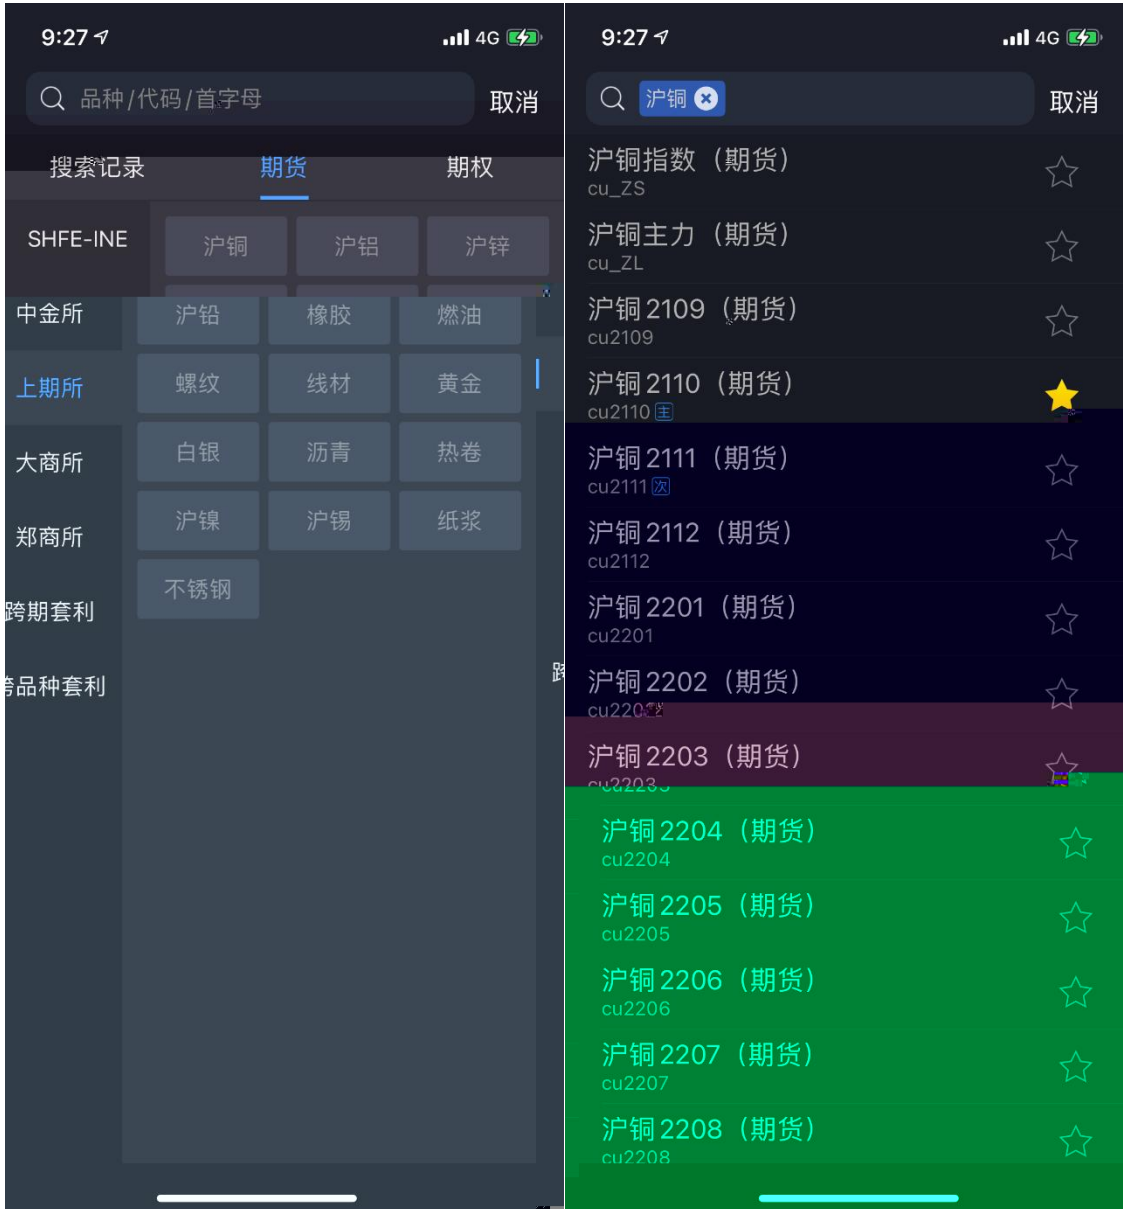 9:27
4G
品种/代码/首字母
取消
搜索记录
期货
期权
SHFE-INE
沪铜
沪铝
沪锌
中金所
沪铅
橡胶
燃油
上期所
螺纹
线材
黄金
大商所
白银
沥青
热卷
郑商所
沪镍
沪锡
纸浆
不锈钢
跨期套利
跨品种套利
9:27
4G
沪铜
取消
沪铜指数（期货）
cu_ZS
沪铜主力（期货）
cu_ZL
沪铜2109（期货）
cu2109
沪铜2110（期货）
cu2110 主
沪铜2111（期货）
cu2111 次
沪铜2112（期货）
cu2112
沪铜2201（期货）
cu2201
沪铜2202（期货）
cu2202
沪铜2203（期货）
cu2203
沪铜2204（期货）
cu2204
沪铜2205（期货）
cu2205
沪铜2206（期货）
cu2206
沪铜2207（期货）
cu2207
沪铜2208（期货）
cu2208